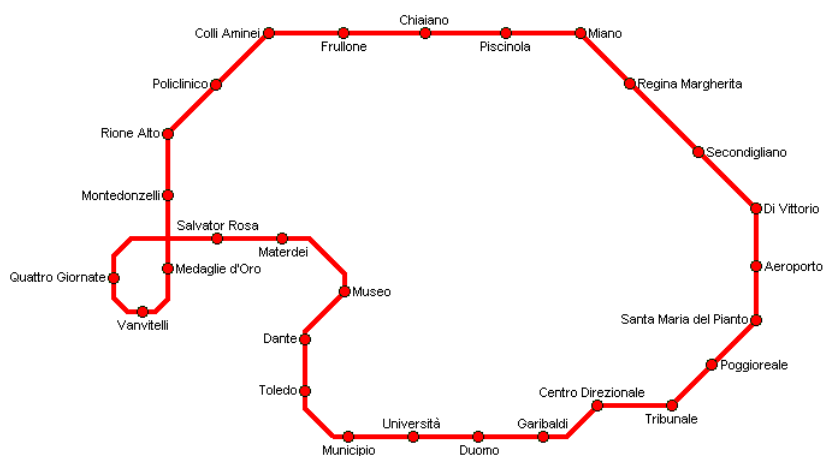 Chiaiano
Colli Aminei
Frullone
Piscinola
Miano
Policlinico
Regina Margherita
Rione Alto
Secondigliano
Montedonzelli
Di Vittorio
Salvator Rosa
Materdei
Quattro Giornate
Medaglie d'Oro
Aeroporto
Museo
Vanvitelli
Santa Maria del Pianto
Dante
Poggioreale
Toledo
Centro Direzionale
Tribunale
Università
Garibaldi
Municipio
Duomo